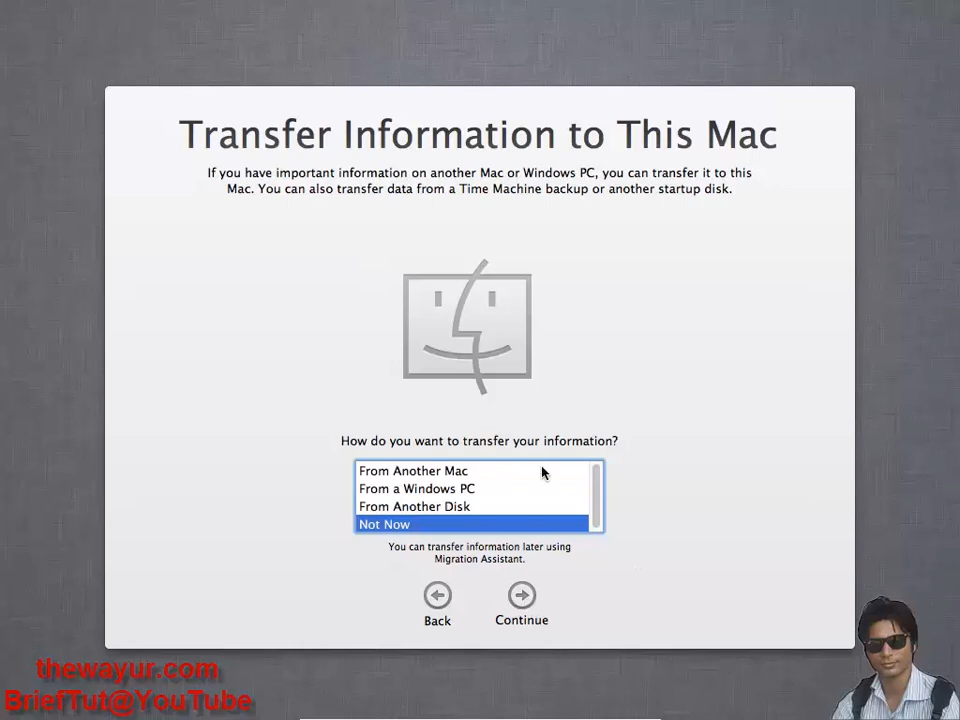 Transfer Information to This Mac
If you have important information on another Mac or Windows PC, you can transfer it to this
Mac. You can also transfer data from a Time Machine backup or another startup disk.
How do you want to transfer your information?
From Another Mac
From a Windows PC
From Another Disk
Not Now
You can transfer information later using
Migration Assistant.
Back
Continue
thewayur.com
BriefTut@YouTube